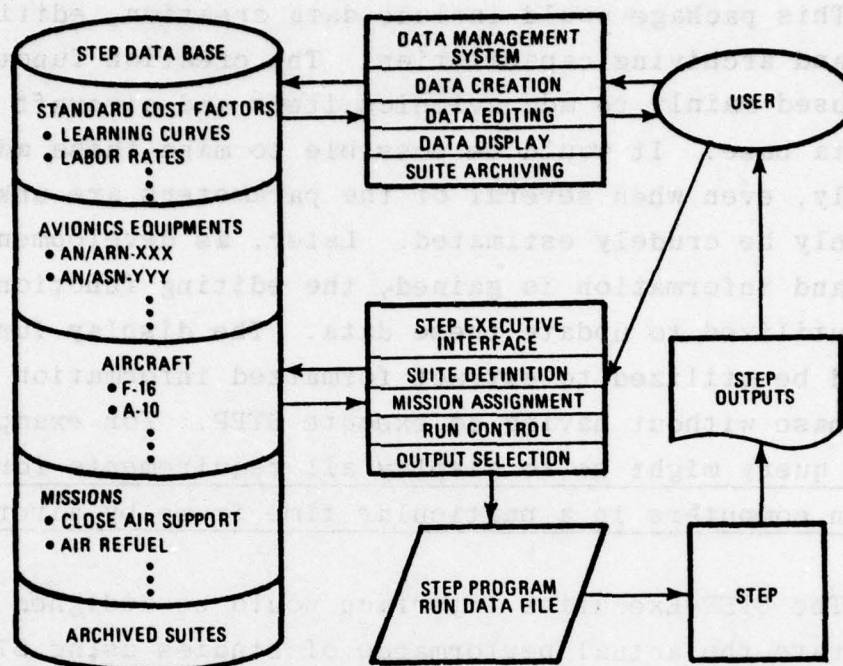 STEP DATA BASE
STANDARD COST FACTORS
• LEARNING CURVES
• LABOR RATES
AVIONICS EQUIPMENTS
• AN/ARN-XXX
• AN/ASN-YYY
AIRCRAFT
• F-16
• A-10
MISSIONS
• CLOSE AIR SUPPORT
• AIR REFUEL
ARCHIVED SUITES
DATA MANAGEMENT
SYSTEM
DATA CREATION
DATA EDITING
DATA DISPLAY
SUITE ARCHIVING
USER
STEP EXECUTIVE
INTERFACE
SUITE DEFINITION
MISSION ASSIGNMENT
RUN CONTROL
OUTPUT SELECTION
STEP
OUTPUTS
STEP PROGRAM
RUN DATA FILE
STEP